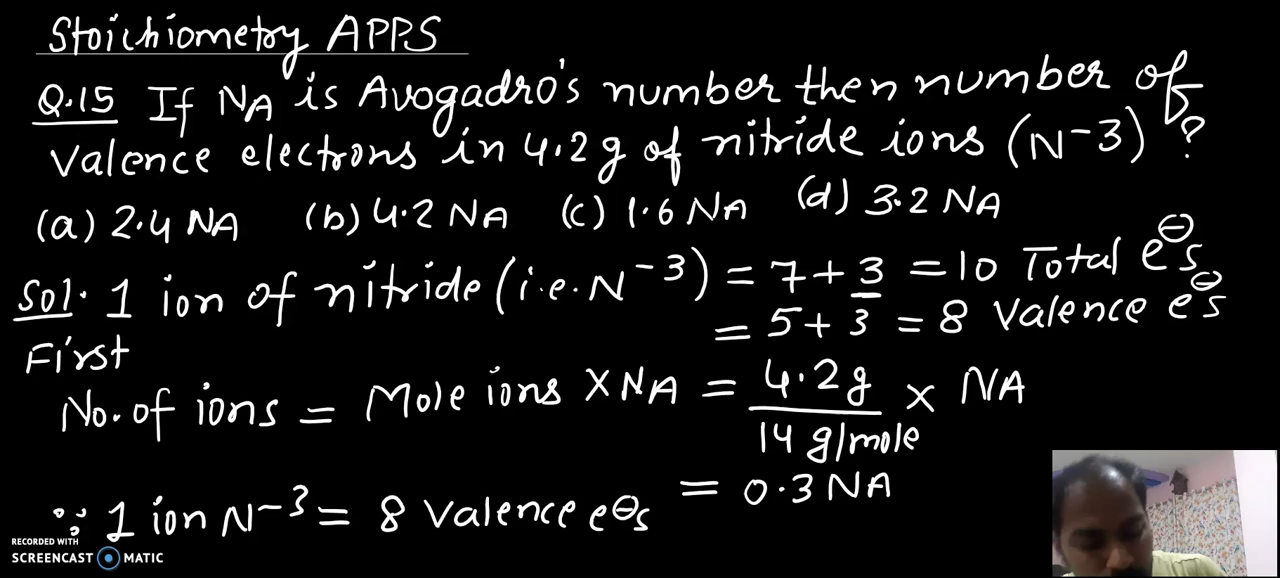 Stoichiometry APPS
Q.15 If NA is Avogadro's number then number of
Valence electrons in 4.2g of nitride ions (N-3)?
(a) 2.4 NA (b) 4.2 NA (c) 1.6 NA (d) 3.2 NA
Sol. 1 ion of nitride (i.e. N-3) = 7 + 3 = 10 Total e⊖s
= 5 + 3 = 8 Valence e⊖s
First
No. of ions = Mole ions X NA = 4.2g / 14 g/mole X NA
= 0.3 NA
∵ 1 ion N-3 = 8 Valence e⊖s
RECORDED WITH
SCREENCAST MATIC